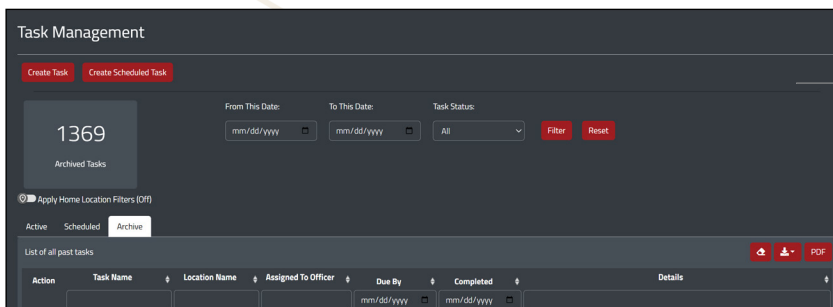 Task Management
Create Task Create Scheduled Task
From This Date: To This Date: Task Status:
1369 mm/dd/yyyy mm/dd/yyyy All Filter Reset
Archived Tasks
Apply Home Location Filters (Off)
Active Scheduled Archive
List of all past tasks PDF
Action Task Name Location Name Assigned To Officer Due By Completed Details
mm/dd/yyyy mm/dd/yyyy